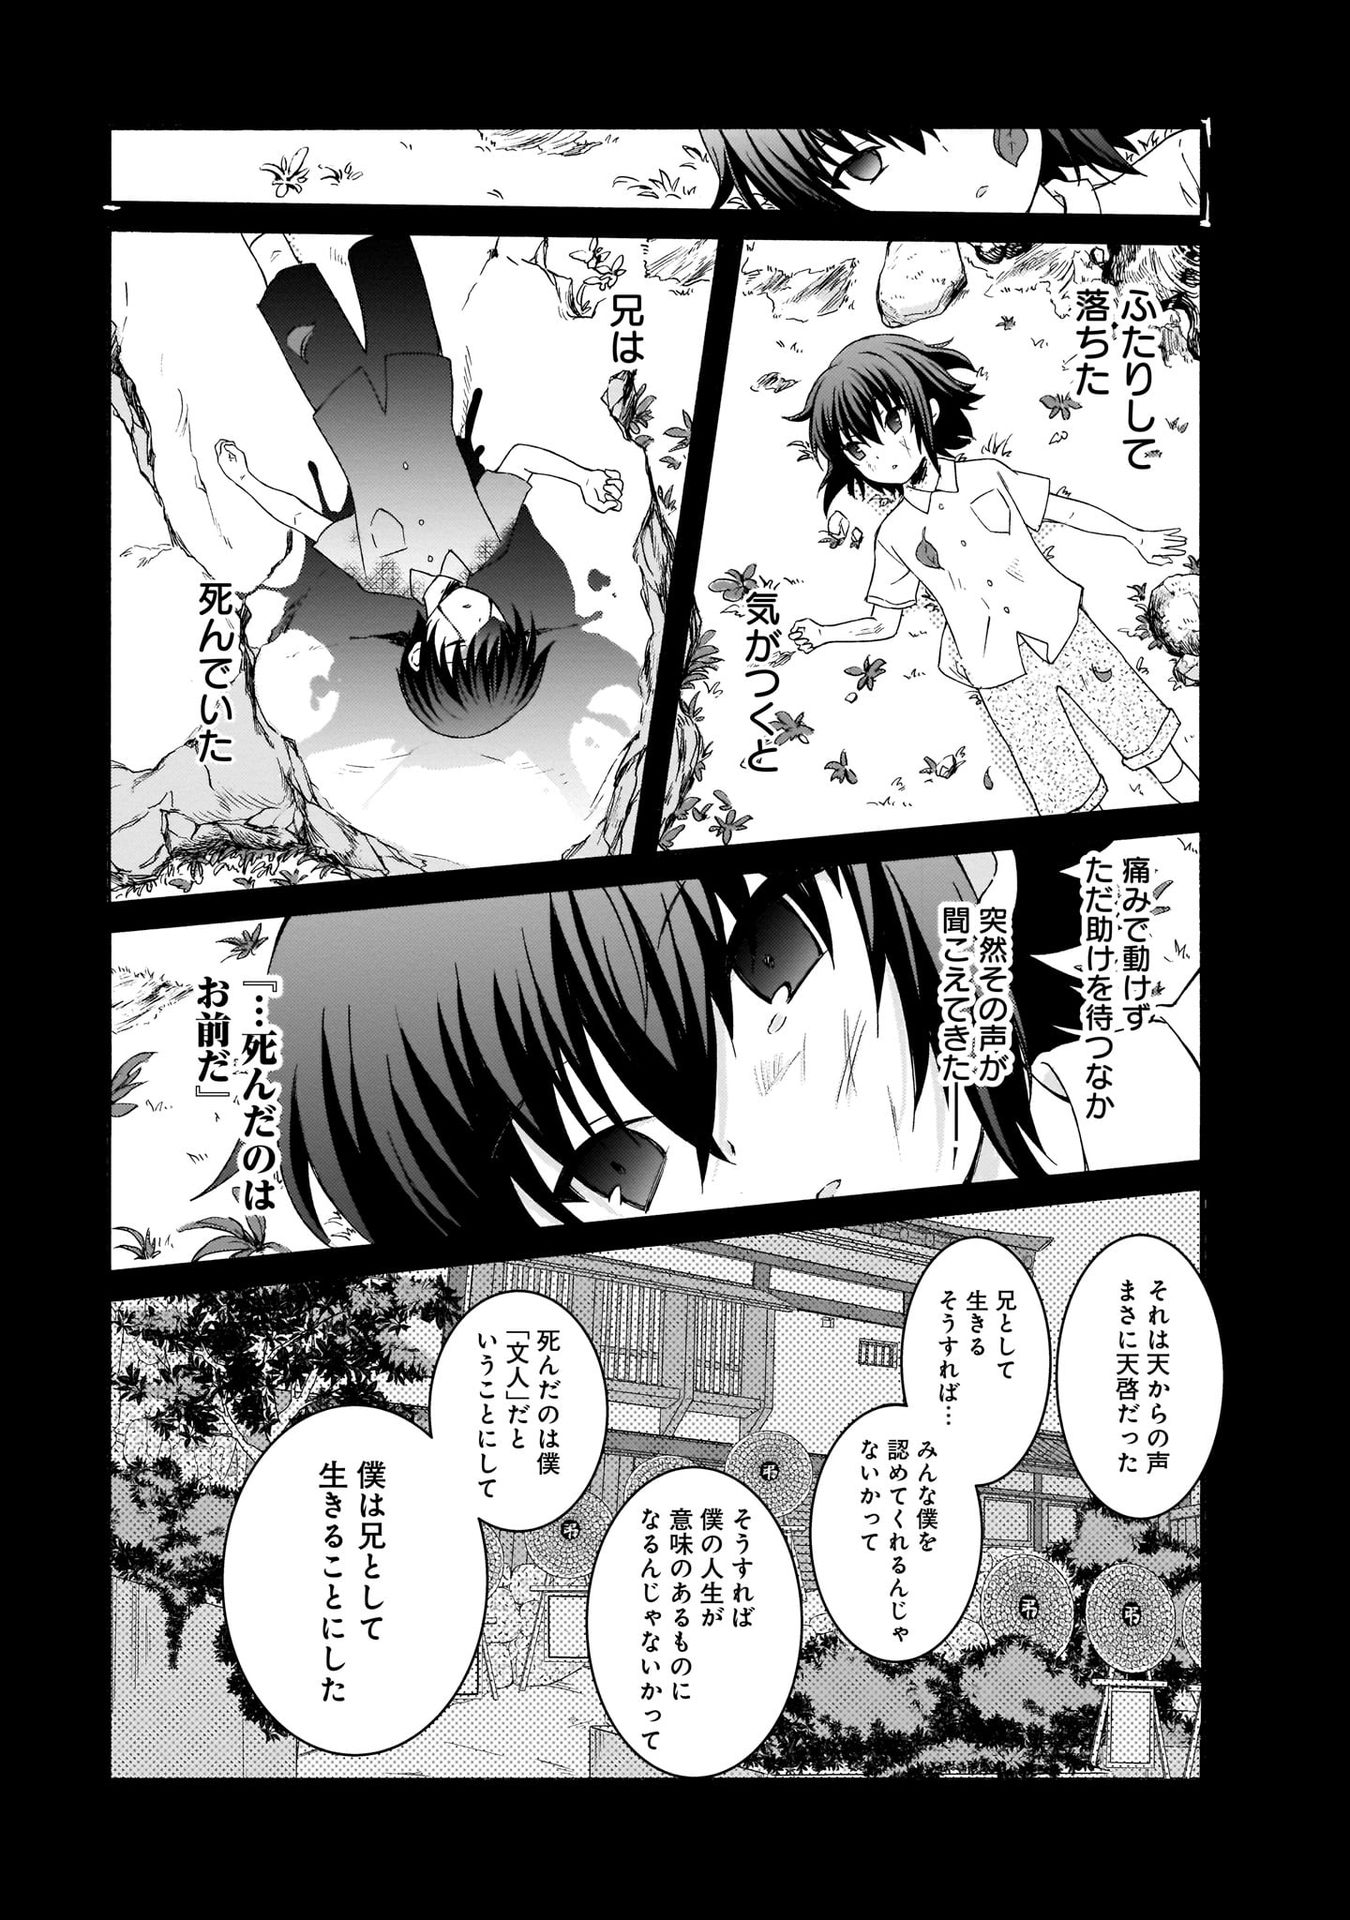 ふたりして
落ちた
気がつくと
兄は
死んでいた
痛みで動けず
ただ助けを待つなか
突然その声が
聞こえてきた――
『…死んだのは
お前だ』
それは天からの声
まさに天啓だった
兄として
生きる
そうすれば…
みんな僕を
認めてくれるんじゃ
ないかって
そうすれば
僕の人生が
意味のあるものに
なるんじゃないかって
死んだのは僕
「文人」だと
いうことにして
僕は兄として
生きることにした
弔
弔
弔
弔